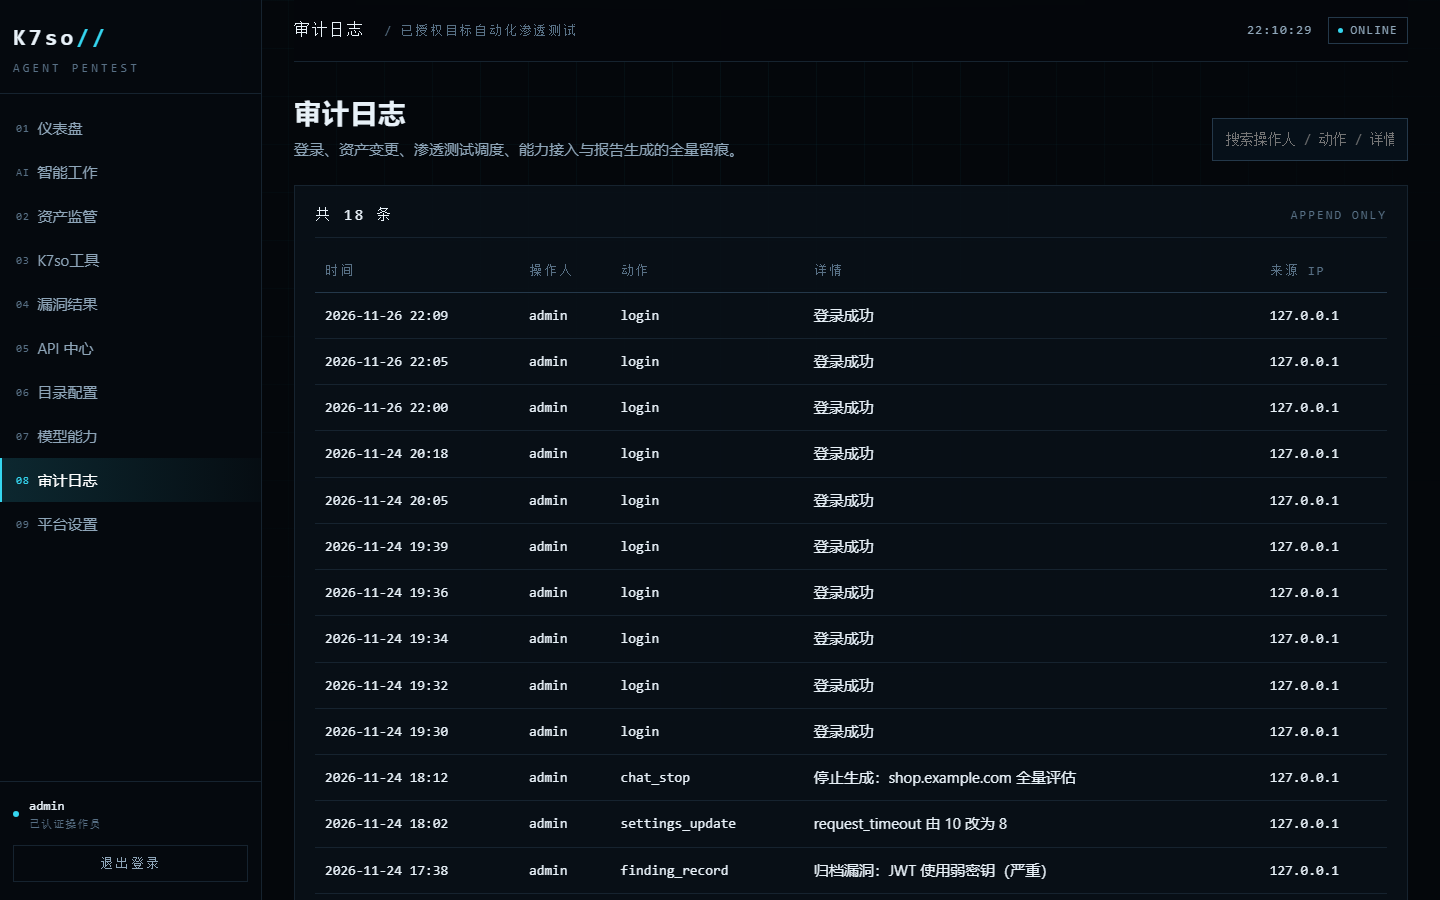 K7so//
AGENT PENTEST
01 仪表盘
AI 智能工作
02 资产监管
03 K7so工具
04 漏洞结果
05 API 中心
06 目录配置
07 模型能力
08 审计日志
09 平台设置
admin
已认证操作员
退出登录
审计日志 / 已授权目标自动化渗透测试
22:10:29 ONLINE
审计日志
登录、资产变更、渗透测试调度、能力接入与报告生成的全量留痕。
搜索操作人 / 动作 / 详情
共 18 条 APPEND ONLY
时间 操作人 动作 详情 来源 IP
2026-11-26 22:09 admin login 登录成功 127.0.0.1
2026-11-26 22:05 admin login 登录成功 127.0.0.1
2026-11-26 22:00 admin login 登录成功 127.0.0.1
2026-11-24 20:18 admin login 登录成功 127.0.0.1
2026-11-24 20:05 admin login 登录成功 127.0.0.1
2026-11-24 19:39 admin login 登录成功 127.0.0.1
2026-11-24 19:36 admin login 登录成功 127.0.0.1
2026-11-24 19:34 admin login 登录成功 127.0.0.1
2026-11-24 19:32 admin login 登录成功 127.0.0.1
2026-11-24 19:30 admin login 登录成功 127.0.0.1
2026-11-24 18:12 admin chat_stop 停止生成：shop.example.com 全量评估 127.0.0.1
2026-11-24 18:02 admin settings_update request_timeout 由 10 改为 8 127.0.0.1
2026-11-24 17:38 admin finding_record 归档漏洞：JWT 使用弱密钥（严重） 127.0.0.1